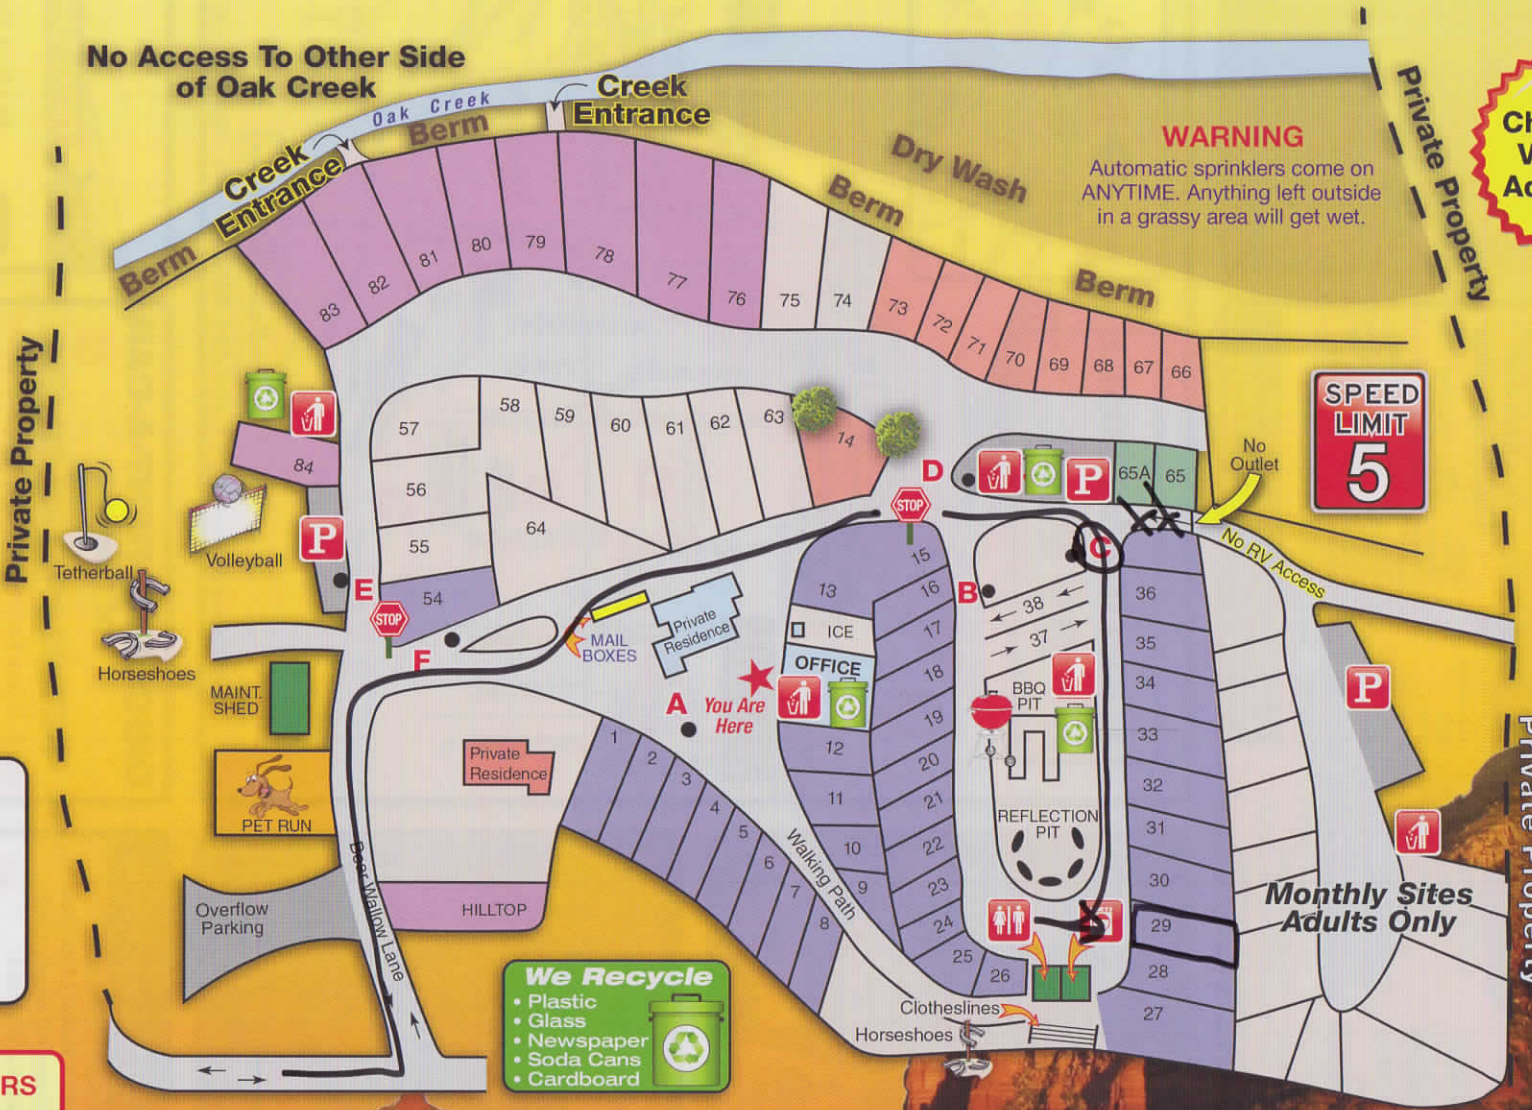 No Access To Other Side
of Oak Creek
Creek
Entrance
Oak Creek
Berm
Creek
Entrance
Berm
Dry Wash
Berm
Berm
WARNING
Automatic sprinklers come on
ANYTIME. Anything left outside
in a grassy area will get wet.
Private Property
83
82
81
80
79
78
77
76
75
74
73
72
71
70
69
68
67
66
SPEED
LIMIT
5
No
Outlet
No RV Access
Private Property
84
P
Volleyball
Tetherball
Horseshoes
57
58
59
60
61
62
63
14
56
55
54
64
D
STOP
P
65A
65
C
E
STOP
F
MAIL
BOXES
Private
Residence
13
ICE
OFFICE
A
You Are
Here
15
16
17
18
19
20
21
22
23
24
25
26
B
38
37
BBQ
PIT
REFLECTION
PIT
36
35
34
33
32
31
30
29
28
27
P
MAINT.
SHED
PET RUN
Private
Residence
HILLTOP
Overflow
Parking
Beer Wallow Lane
1
2
3
4
5
6
7
8
12
11
10
9
Walking Path
Monthly Sites
Adults Only
Private Property
We Recycle
• Plastic
• Glass
• Newspaper
• Soda Cans
• Cardboard
Clotheslines
Horseshoes
RS